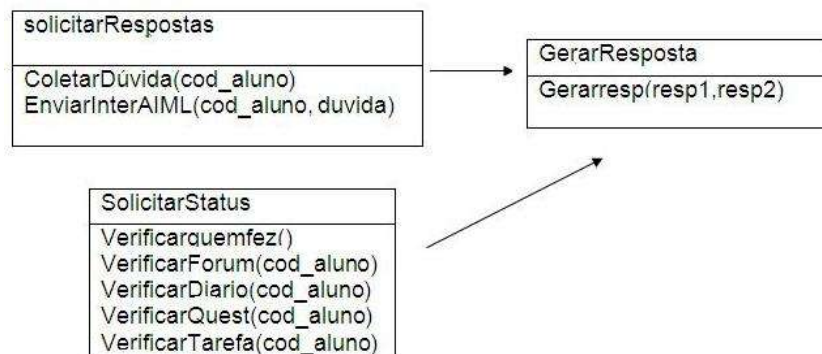 solicitarRespostas
ColetarDúvida(cod_aluno)
EnviarInterAIML(cod_aluno, duvida)
GerarResposta
Gerarresp(resp1,resp2)
SolicitarStatus
Verificarquemfez()
VerificarForum(cod_aluno)
VerificarDiario(cod_aluno)
VerificarQuest(cod_aluno)
VerificarTarefa(cod_aluno)